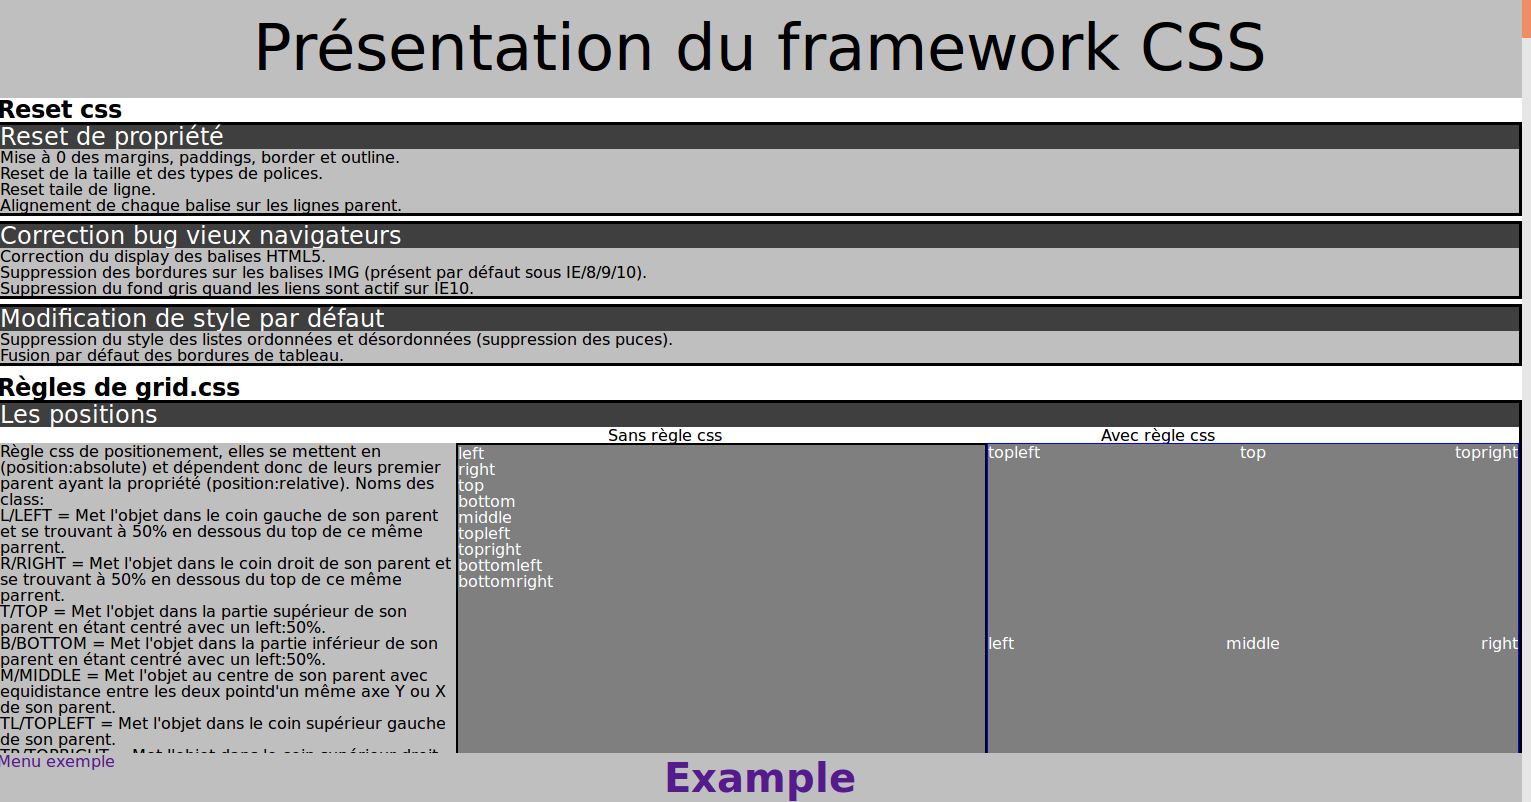 Présentation du framework CSS
Reset css
Reset de propriété
Mise à 0 des margins, paddings, border et outline.
Reset de la taille et des types de polices.
Reset taile de ligne.
Alignement de chaque balise sur les lignes parent.
Correction bug vieux navigateurs
Correction du display des balises HTML5.
Suppression des bordures sur les balises IMG (présent par défaut sous IE/8/9/10).
Suppression du fond gris quand les liens sont actif sur IE10.
Modification de style par défaut
Suppression du style des listes ordonnées et désordonnées (suppression des puces).
Fusion par défaut des bordures de tableau.
Règles de grid.css
Les positions
Sans règle css
Avec règle css
Règle css de positionement, elles se mettent en
(position:absolute) et dépendent donc de leurs premier
parent ayant la propriété (position:relative). Noms des
class:
L/LEFT = Met l'objet dans le coin gauche de son parent
et se trouvant à 50% en dessous du top de ce même
parrent.
R/RIGHT = Met l'objet dans le coin droit de son parent et
se trouvant à 50% en dessous du top de ce même
parrent.
T/TOP = Met l'objet dans la partie supérieur de son
parent en étant centré avec un left:50%.
B/BOTTOM = Met l'objet dans la partie inférieur de son
parent en étant centré avec un left:50%.
M/MIDDLE = Met l'objet au centre de son parent avec
equidistance entre les deux pointd'un même axe Y ou X
de son parent.
TL/TOPLEFT = Met l'objet dans le coin supérieur gauche
de son parent.
TR/TOPRIGHT = Met l'objet dans le coin supérieur droit
left
right
top
bottom
middle
topleft
topright
bottomleft
bottomright
topleft top topright
left middle right
Menu exemple
Example